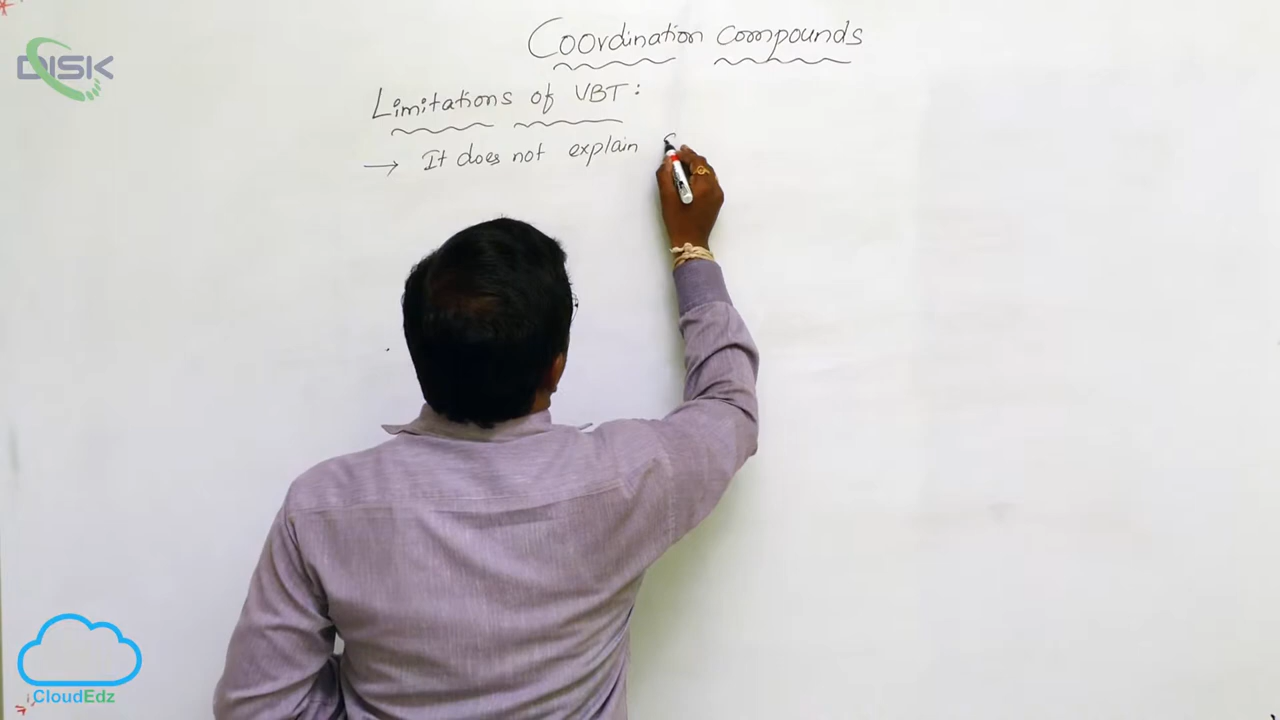 Coordination compounds
DISK
Limitations of VBT:
→ It does not explain
CloudEdz